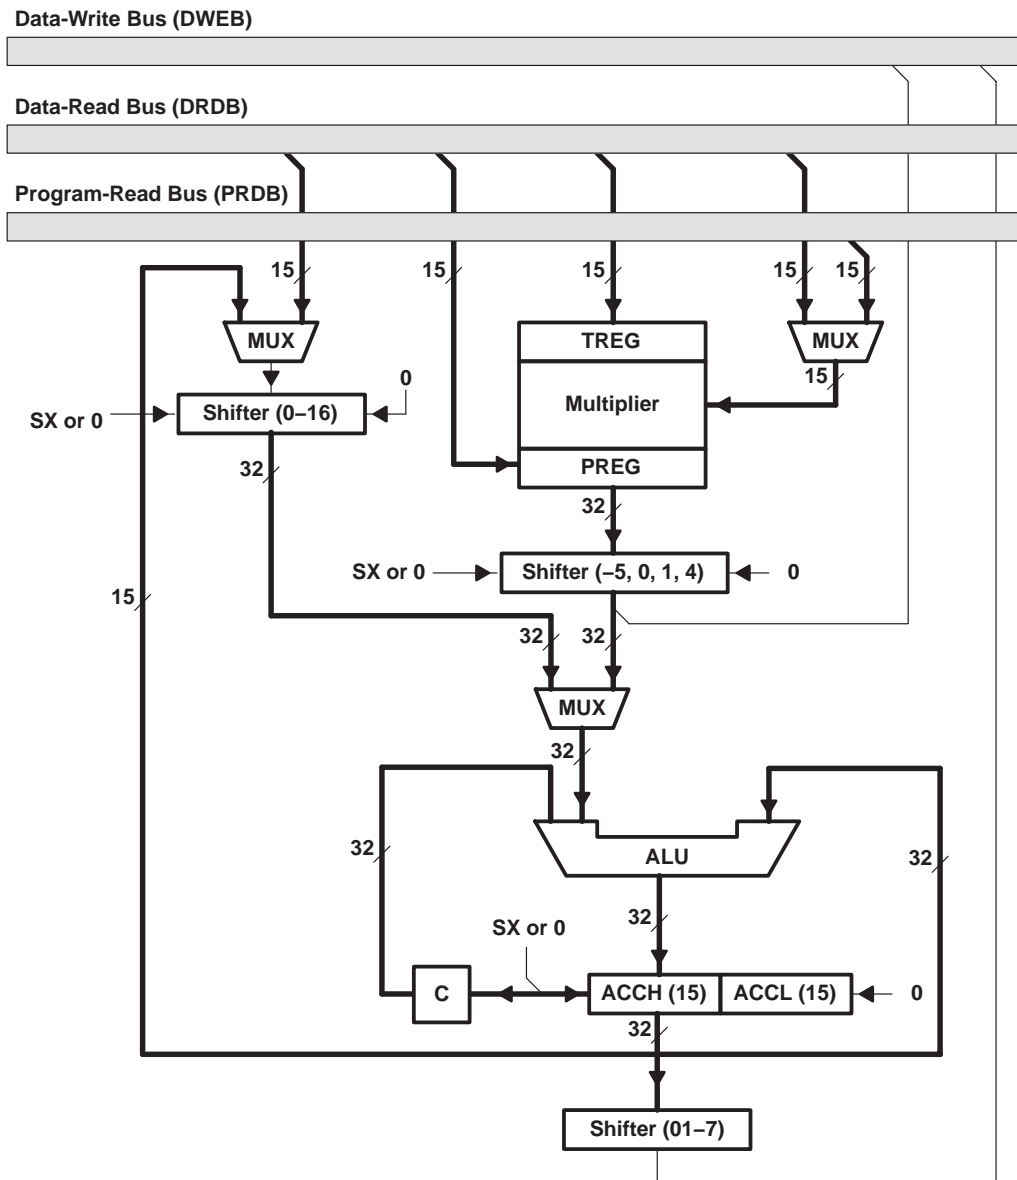 Data-Write Bus (DWEB)
Data-Read Bus (DRDB)
Program-Read Bus (PRDB)
15
15
15
15
15
MUX
TREG
MUX
15
0
SX or 0
Shifter (0–16)
Multiplier
32
PREG
32
SX or 0
Shifter (–5, 0, 1, 4)
0
15
32
32
MUX
32
32
ALU
32
32
SX or 0
C
ACCH (15)
ACCL (15)
0
32
Shifter (01–7)